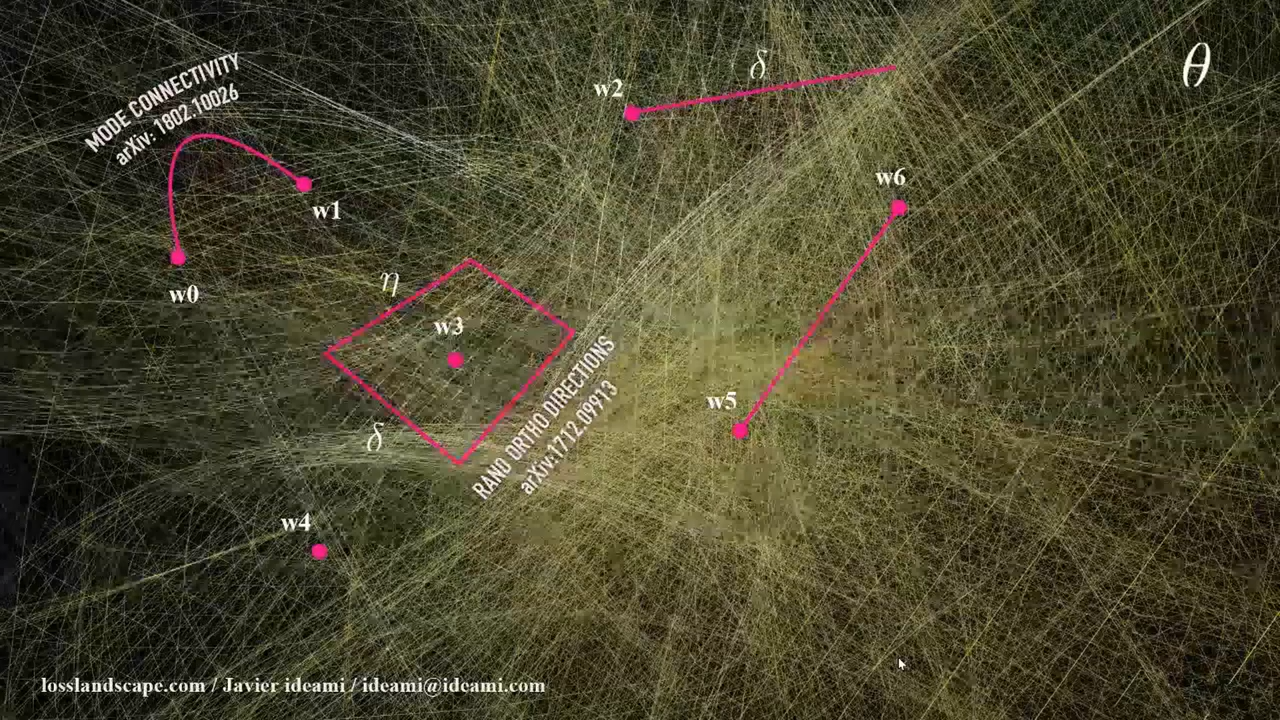 MODE CONNECTIVITY
arXiv: 1802.10026
w1
w0
w2
δ
θ
w6
η
w3
δ
RAND ORTHO DIRECTIONS
arXiv:1712.09913
w5
w4
losslandscape.com / Javier ideami / ideami@ideami.com